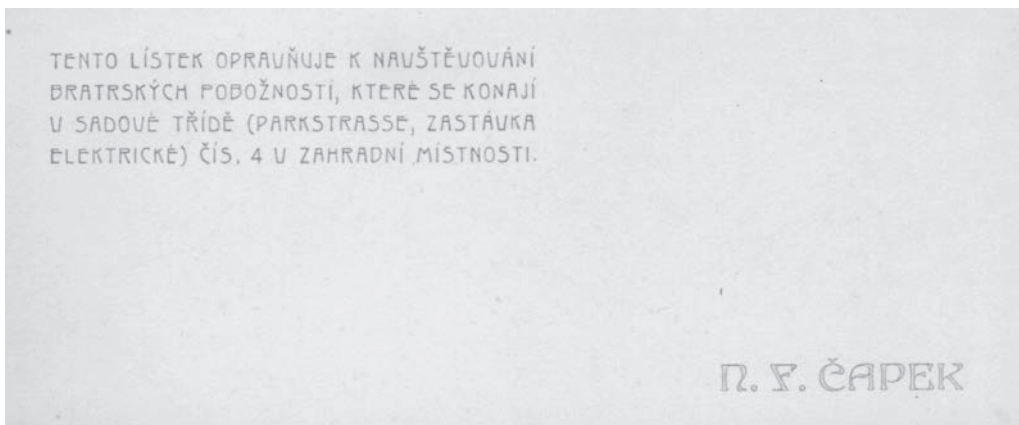 TENTO LÍSTEK OPRAVŇUJE K NAVŠTĚVOVÁNÍ
BRATRSKÝCH POBOŽNOSTÍ, KTERÉ SE KONAJÍ
V SADOVÉ TŘÍDĚ (PARKSTRASSE, ZASTÁVKA
ELEKTRICKÉ) ČÍS. 4 V ZAHRADNÍ MÍSTNOSTI.
N. F. ČAPEK